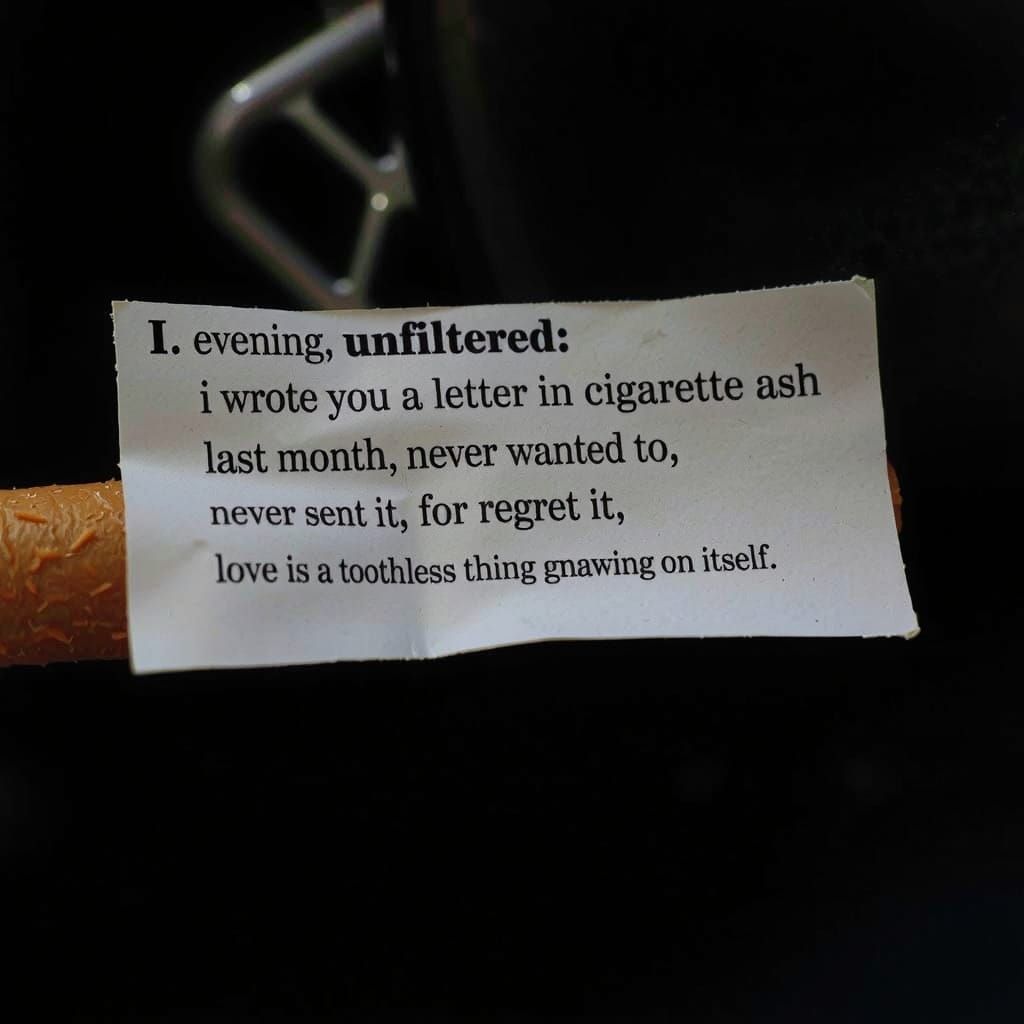 I. evening, unfiltered:
i wrote you a letter in cigarette ash
last month, never wanted to,
never sent it, for regret it,
love is a toothless thing gnawing on itself.